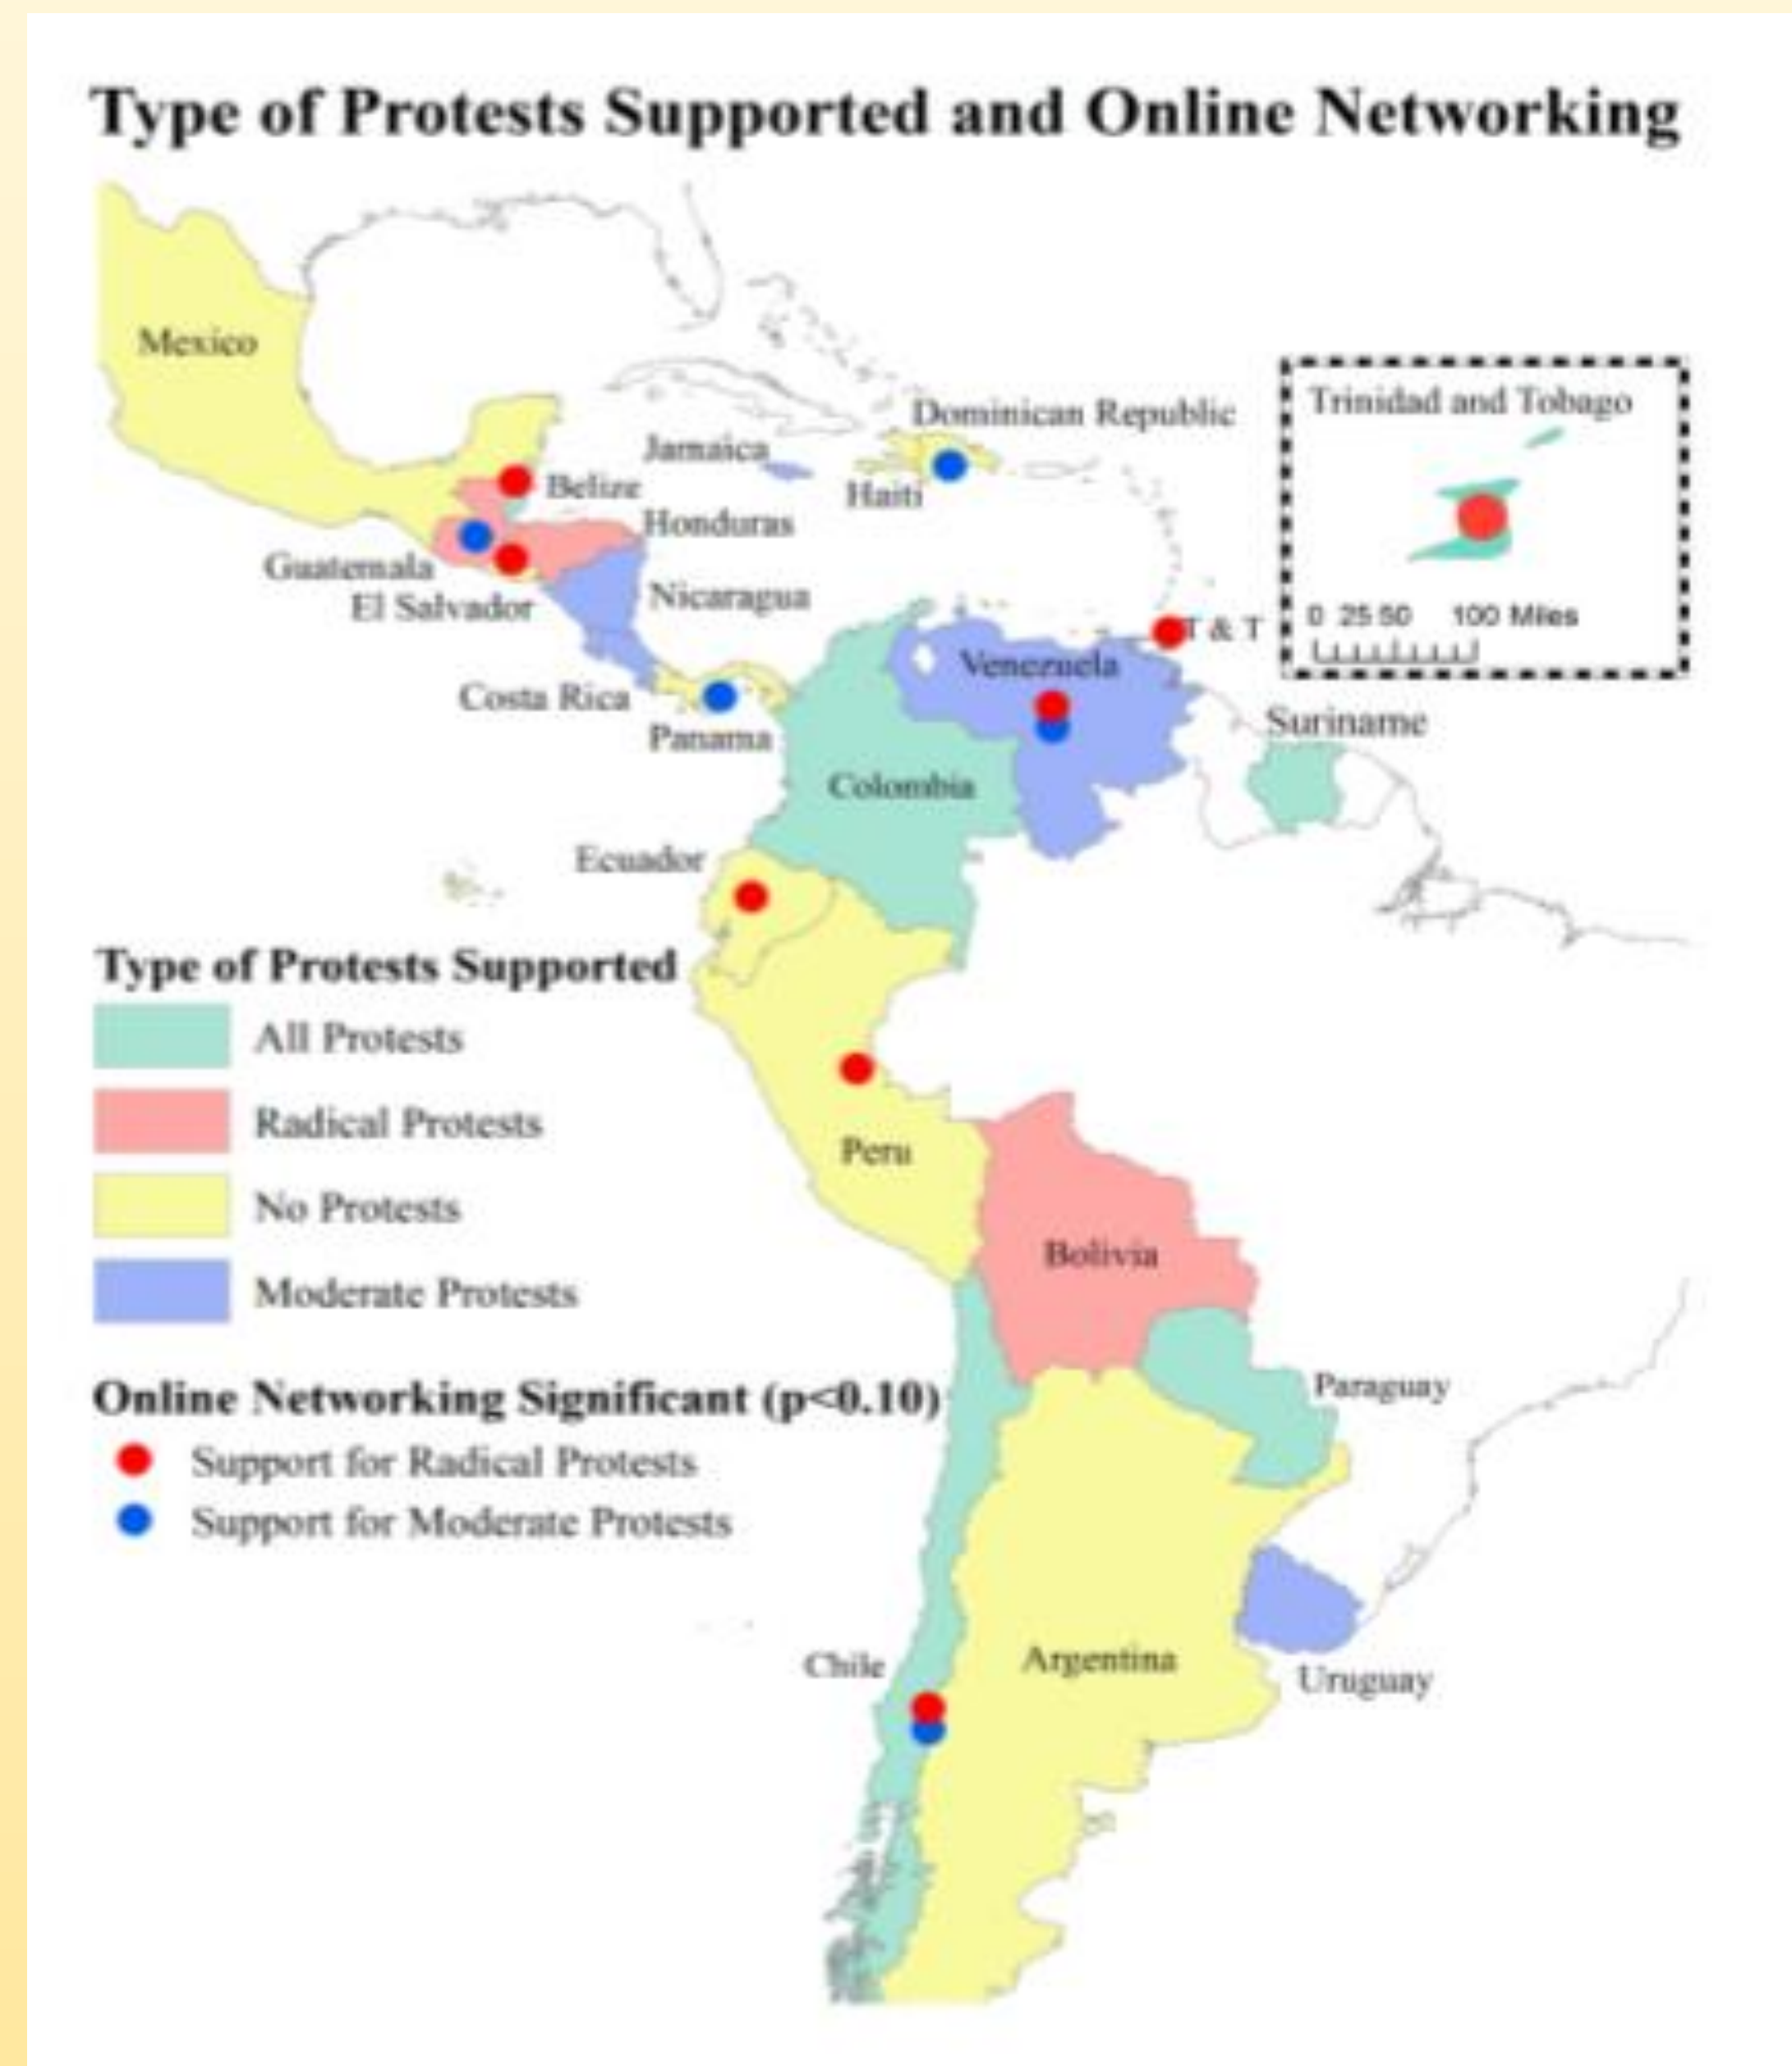 Type of Protests Supported and Online Networking
Mexico
Dominican Republic
Trinidad and Tobago
Jamaica
Belize
Haiti
Honduras
Guatemala
Nicaragua
El Salvador
0 25 50 100 Miles
T & T
Venezuela
Costa Rica
Suriname
Panama
Colombia
Ecuador
Type of Protests Supported
All Protests
Radical Protests
No Protests
Moderate Protests
Peru
Bolivia
Paraguay
Online Networking Significant (p<0.10)
Support for Radical Protests
Support for Moderate Protests
Chile
Argentina
Uruguay